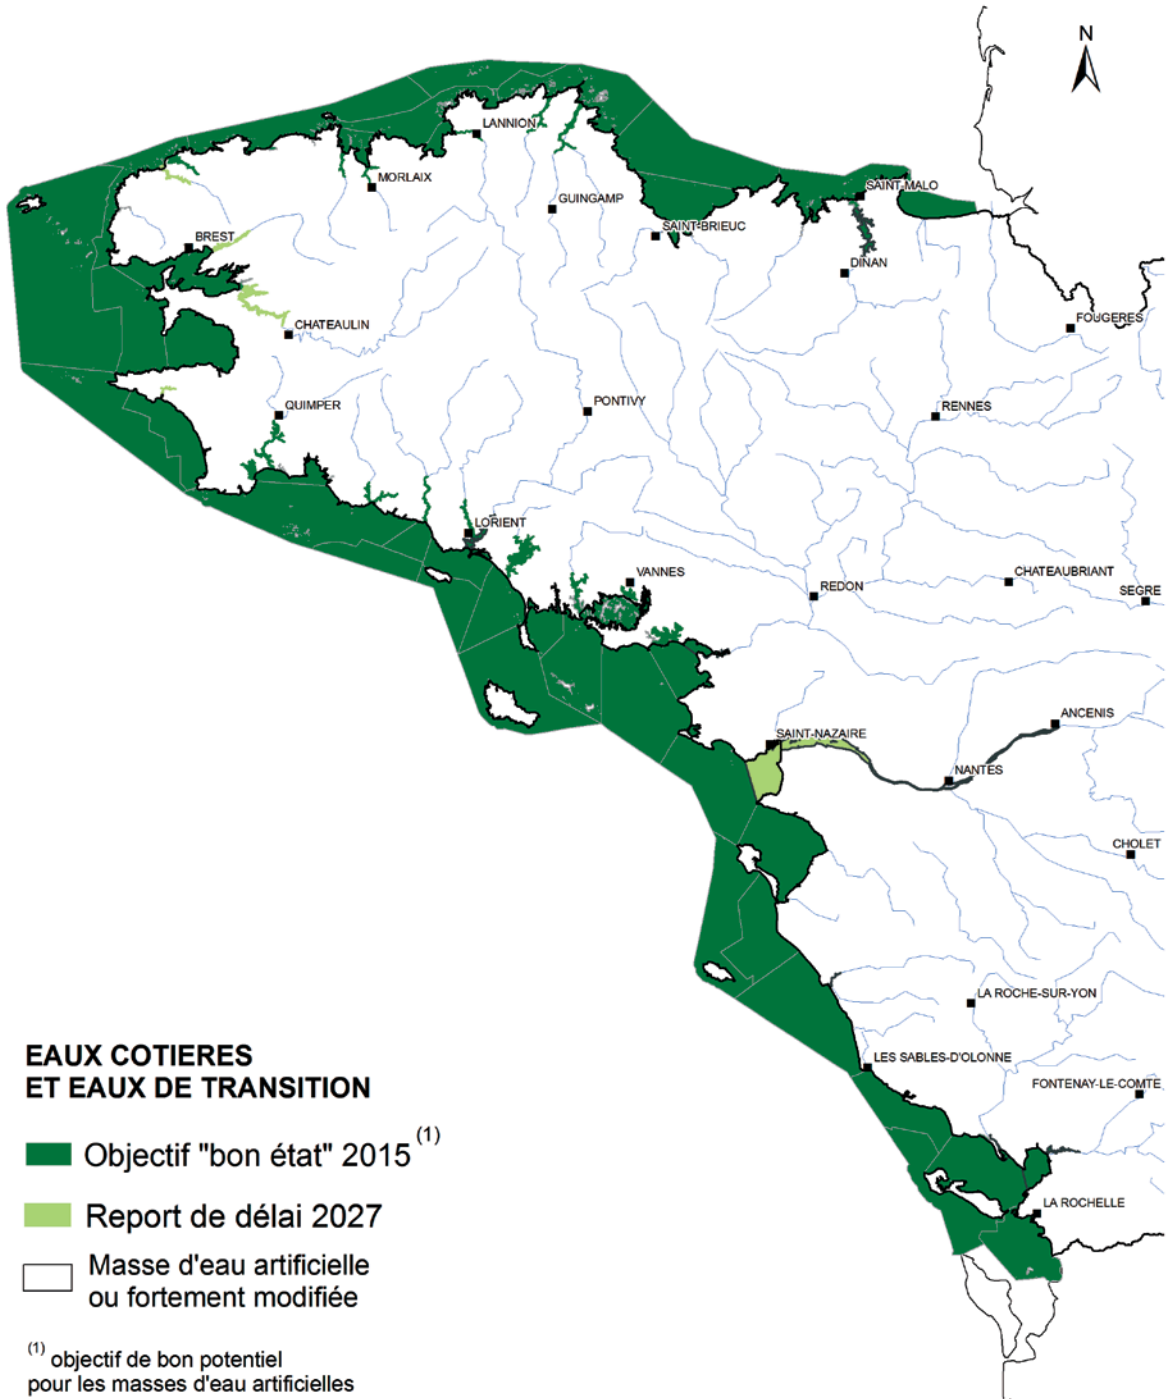 N
LANNION
MORLAIX
GUINGAMP
SAINT-MALO
SAINT-BRIEUC
BREST
DINAN
CHATEAULIN
FOUGERES
QUIMPER
PONTIVY
RENNES
LORIENT
VANNES
REDON
CHATEAUBRIANT
SEGRE
ANCENIS
SAINT-NAZAIRE
NANTES
CHOLET
LA ROCHE-SUR-YON
LES SABLES-D'OLONNE
FONTENAY-LE-COMTE
LA ROCHELLE
EAUX COTIERES
ET EAUX DE TRANSITION
Objectif "bon état" 2015 (1)
Report de délai 2027
Masse d'eau artificielle
ou fortement modifiée
(1) objectif de bon potentiel
pour les masses d'eau artificielles